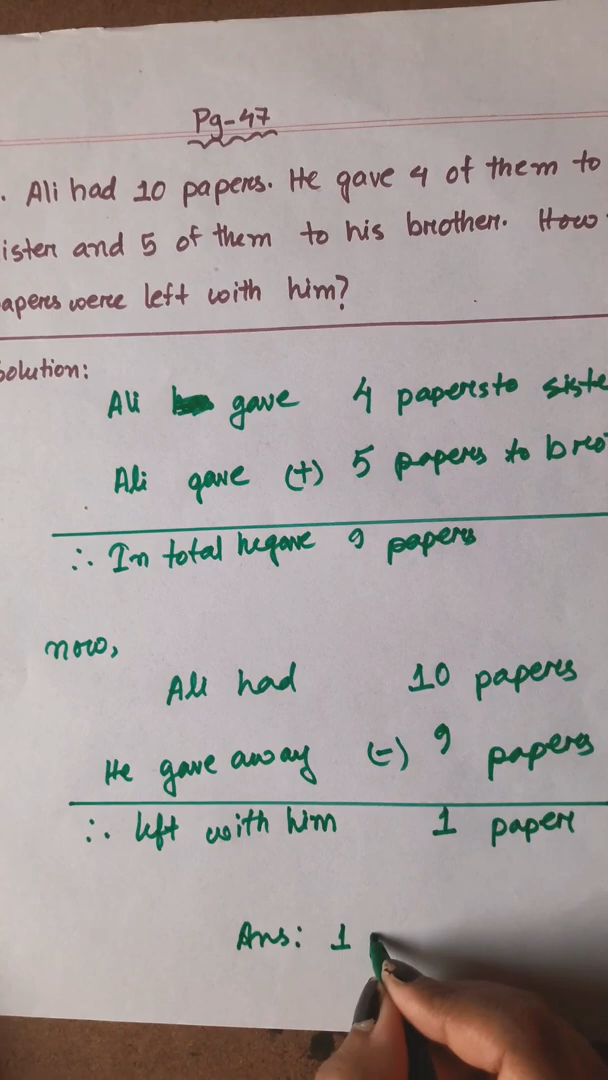 Pg-47
. Ali had 10 papers. He gave 4 of them to
ister and 5 of them to his brother. How
apers were left with him?
Solution:
Ali gave 4 papers to siste
Ali gave (+) 5 papers to bro
∴ In total he gave 9 papers
now,
Ali had 10 papers
He gave away (-) 9 papers
∴ left with him 1 paper
Ans: 1